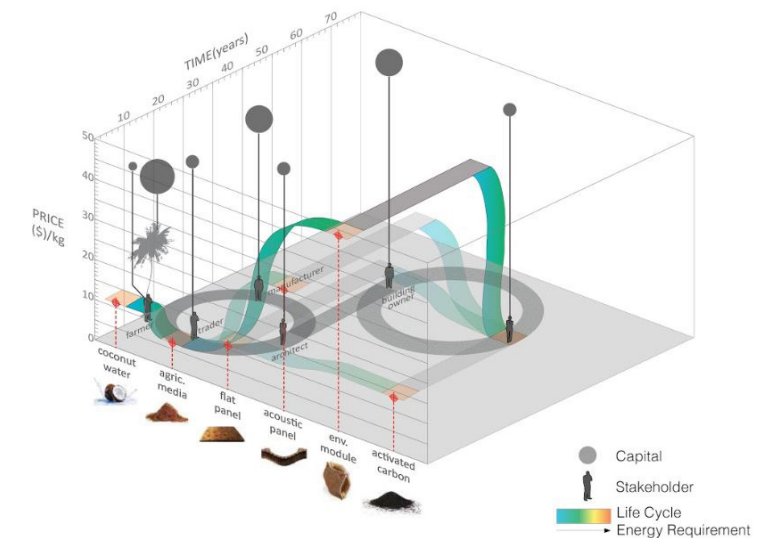 TIME(years)
10
20
30
40
50
60
70
50
40
30
20
10
0
PRICE
($)/kg
farmer
trader
manufacturer
architect
building
owner
coconut
water
agric.
media
flat
panel
acoustic
panel
env.
module
activated
carbon
Capital
Stakeholder
Life Cycle
Energy Requirement